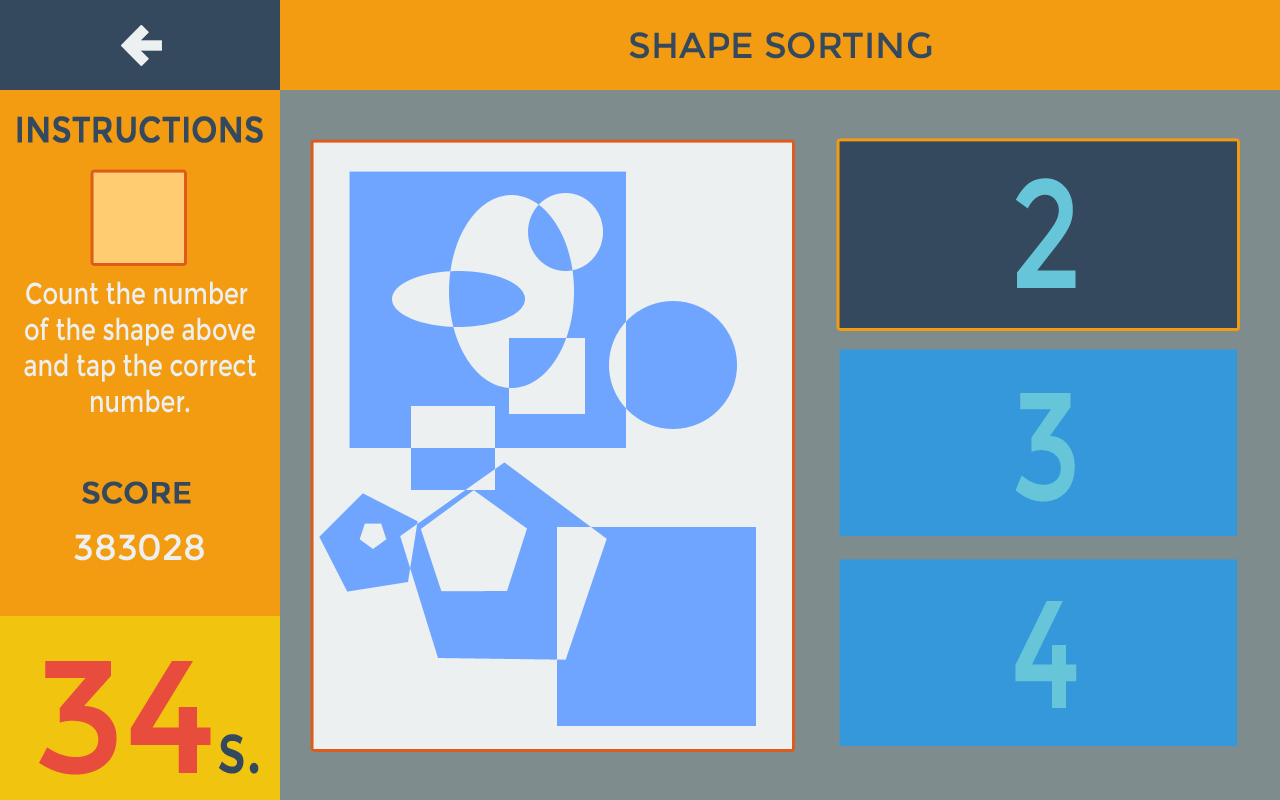 SHAPE SORTING
INSTRUCTIONS
Count the number
of the shape above
and tap the correct
number.
SCORE
383028
34 s.
2
3
4